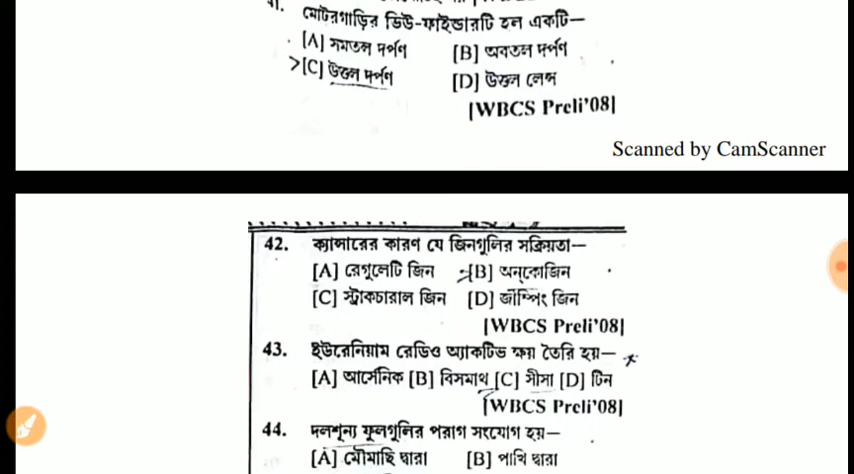 ৭১. মোটরগাড়ির ভিউ-ফাইন্ডারটি হল একটি—
[A] সমতল দর্পণ [B] অবতল দর্পণ
[C] উত্তল দর্পণ [D] উত্তল লেন্স
[WBCS Preli’08]
Scanned by CamScanner
42. ক্যান্সারের কারণ যে জিনগুলির সক্রিয়তা—
[A] রেগুলেটি জিন [B] অন্‌কোজিন
[C] স্ট্রাকচারাল জিন [D] জাম্পিং জিন
[WBCS Preli’08]
43. ইউরেনিয়াম রেডিও অ্যাকটিভ ক্ষয় তৈরি হয়—
[A] আর্সেনিক [B] বিসমাথ [C] সীসা [D] টিন
[WBCS Preli’08]
44. দলশূন্য ফুলগুলির পরাগ সংযোগ হয়—
[A] মৌমাছি দ্বারা [B] পাখি দ্বারা